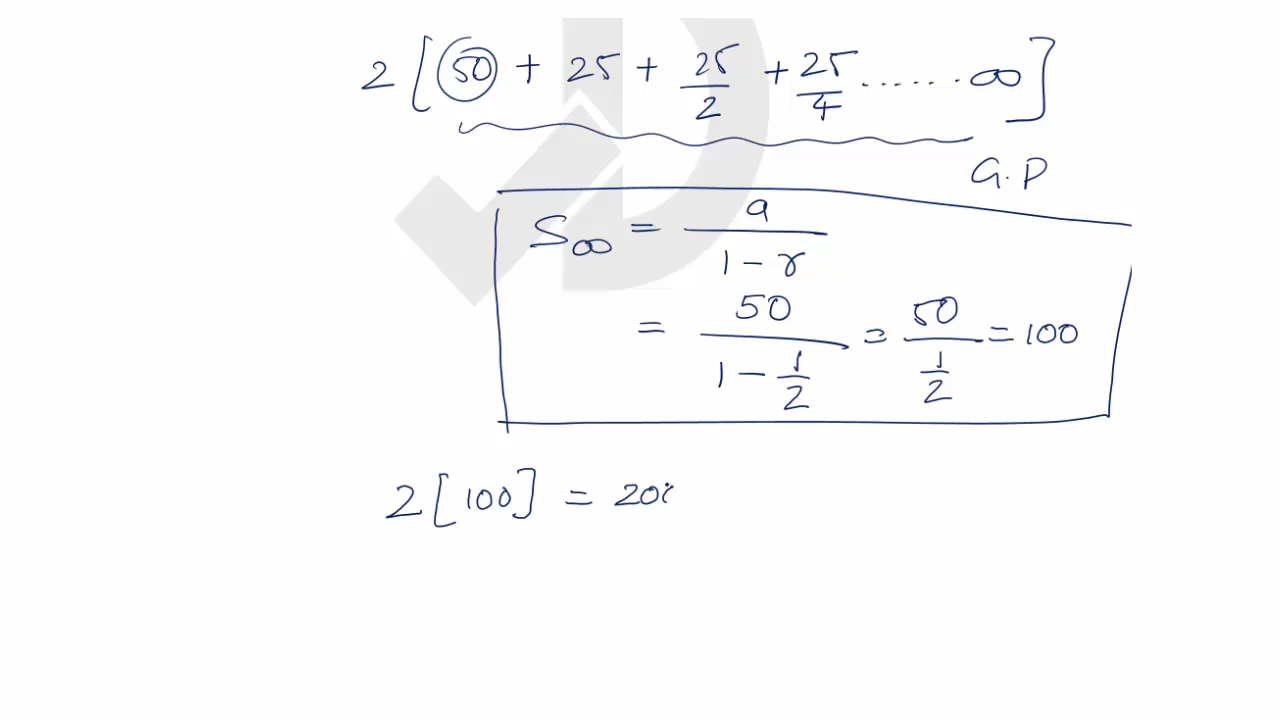 2 [ 50 + 25 + 25/2 + 25/4 ....... ∞ ]
G.P
S∞ = a / 1 - r
= 50 / 1 - 1/2 = 50 / 1/2 = 100
2 [ 100 ] = 20